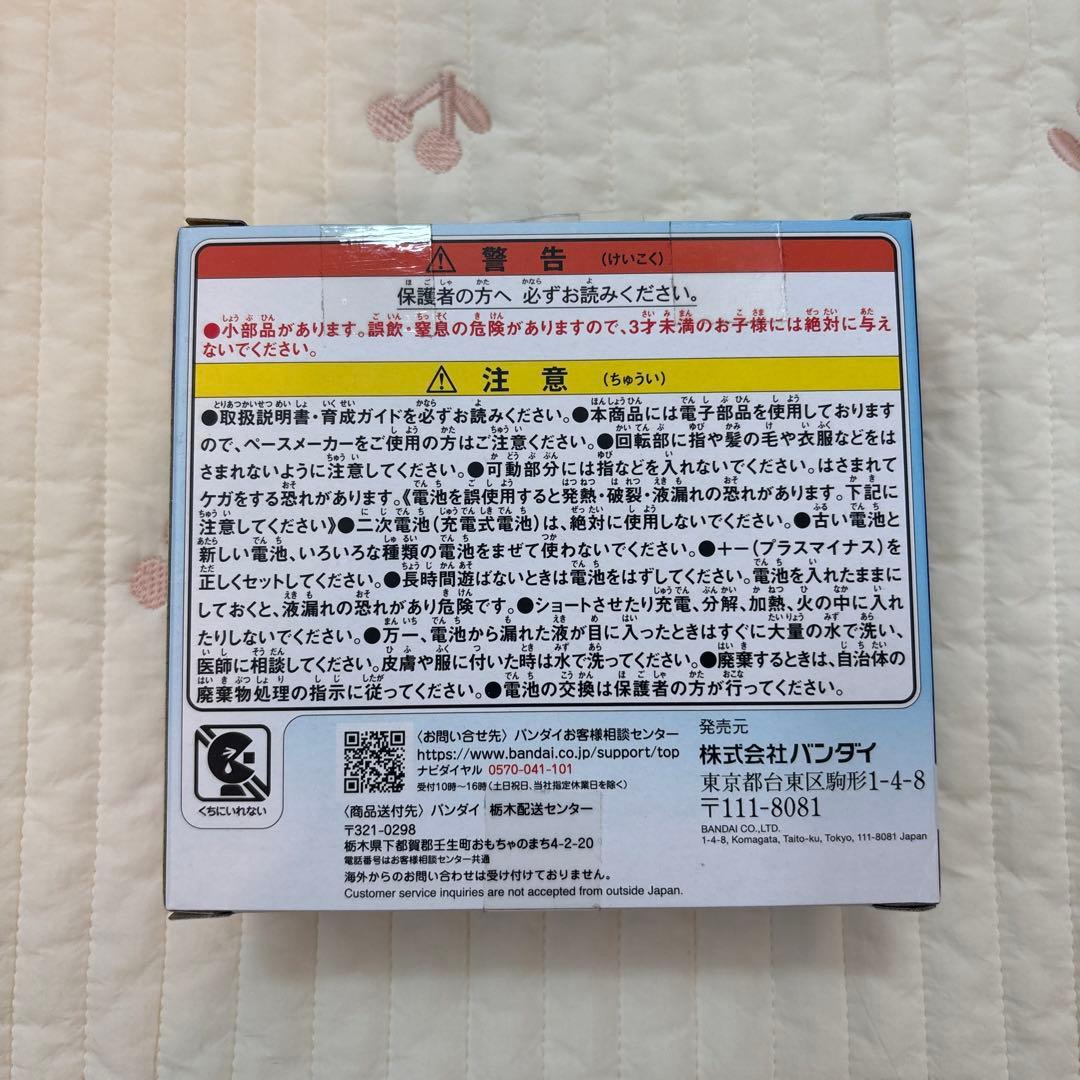 警告（けいこく）
保護者の方へ 必ずお読みください。
●小部品があります。誤飲・窒息の危険がありますので、3才未満のお子様には絶対に与え
ないでください。
注意（ちゅうい）
●取扱説明書・育成ガイドを必ずお読みください。●本商品には電子部品を使用しております
ので、ペースメーカーをご使用の方はご注意ください。●回転部に指や髪の毛や衣服などをは
さまれないように注意してください。●可動部分には指などを入れないでください。はさまれて
ケガをする恐れがあります。《電池を誤使用すると発熱・破裂・液漏れの恐れがあります。下記に
注意してください》●二次電池（充電式電池）は、絶対に使用しないでください。●古い電池と
新しい電池、いろいろな種類の電池をまぜて使わないでください。●＋－（プラスマイナス）を
正しくセットしてください。●長時間遊ばないときは電池をはずしてください。電池を入れたままに
しておくと、液漏れの恐れがあり危険です。●ショートさせたり充電、分解、加熱、火の中に入れ
たりしないでください。●万一、電池から漏れた液が目に入ったときはすぐに大量の水で洗い、
医師に相談してください。皮膚や服に付いた時は水で洗ってください。●廃棄するときは、自治体の
廃棄物処理の指示に従ってください。●電池の交換は保護者の方が行ってください。
くちにいれない
〈お問い合せ先〉バンダイお客様相談センター
https://www.bandai.co.jp/support/top
ナビダイヤル 0570-041-101
受付10時～16時（土日祝日、当社指定休業日を除く）
〈商品送付先〉バンダイ 栃木配送センター
〒321-0298
栃木県下都賀郡壬生町おもちゃのまち4-2-20
電話番号はお客様相談センター共通
海外からのお問い合わせは受け付けておりません。
Customer service inquiries are not accepted from outside Japan.
発売元
株式会社バンダイ
東京都台東区駒形1-4-8
〒111-8081
BANDAI CO.,LTD.
1-4-8, Komagata, Taito-ku, Tokyo, 111-8081 Japan